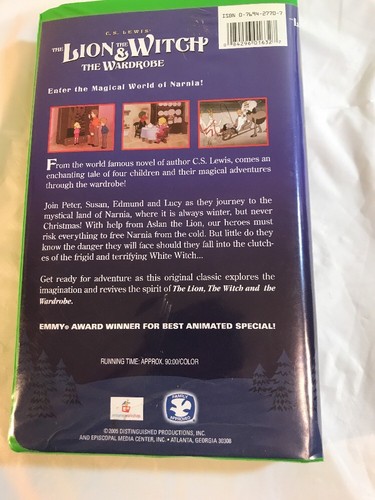 C.S. LEWIS'
THE LION THE WITCH
& THE WARDROBE
ISBN 0-7694-2770-7
Enter the Magical World of Narnia!
From the world famous novel of author C.S. Lewis, comes an
enchanting tale of four children and their magical adventures
through the wardrobe!
Join Peter, Susan, Edmund and Lucy as they journey to the
mystical land of Narnia, where it is always winter, but never
Christmas! With help from Aslan the Lion, our heroes must
risk everything to free Narnia from the cold. But little do they
know the danger they will face should they fall into the clutch-
es of the frigid and terrifying White Witch...
Get ready for adventure as this original classic explores the
imagination and revives the spirit of The Lion, The Witch and the
Wardrobe.
EMMY® AWARD WINNER FOR BEST ANIMATED SPECIAL!
RUNNING TIME: APPROX. 90:00/COLOR
FAMILY
APPROVED
©2005 DISTINGUISHED PRODUCTIONS, INC.
AND EPISCOPAL MEDIA CENTER, INC. • ATLANTA, GEORGIA 30308